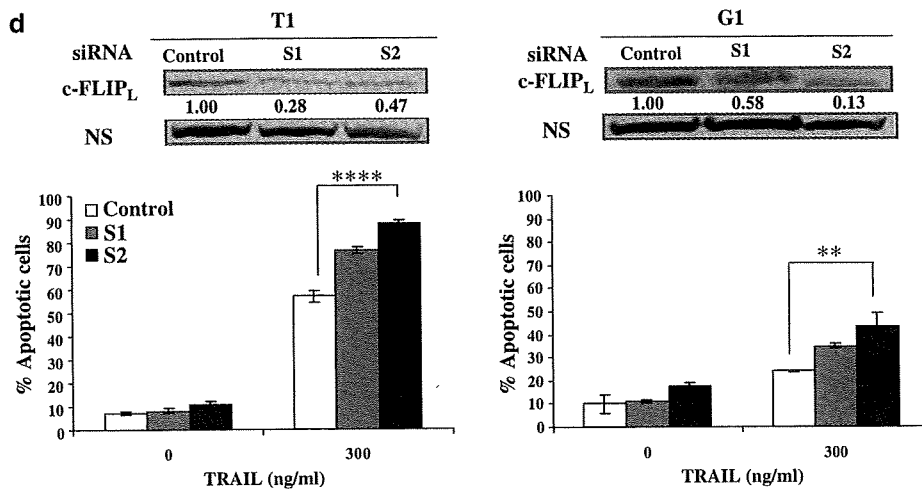 d
T1
siRNA Control S1 S2
c-FLIPL
1.00 0.28 0.47
NS
% Apoptotic cells
100
90
80
70
60
50
40
30
20
10
0
Control
S1
S2
****
0 300
TRAIL (ng/ml)
G1
siRNA Control S1 S2
c-FLIPL
1.00 0.58 0.13
NS
% Apoptotic cells
100
90
80
70
60
50
40
30
20
10
0
**
0 300
TRAIL (ng/ml)